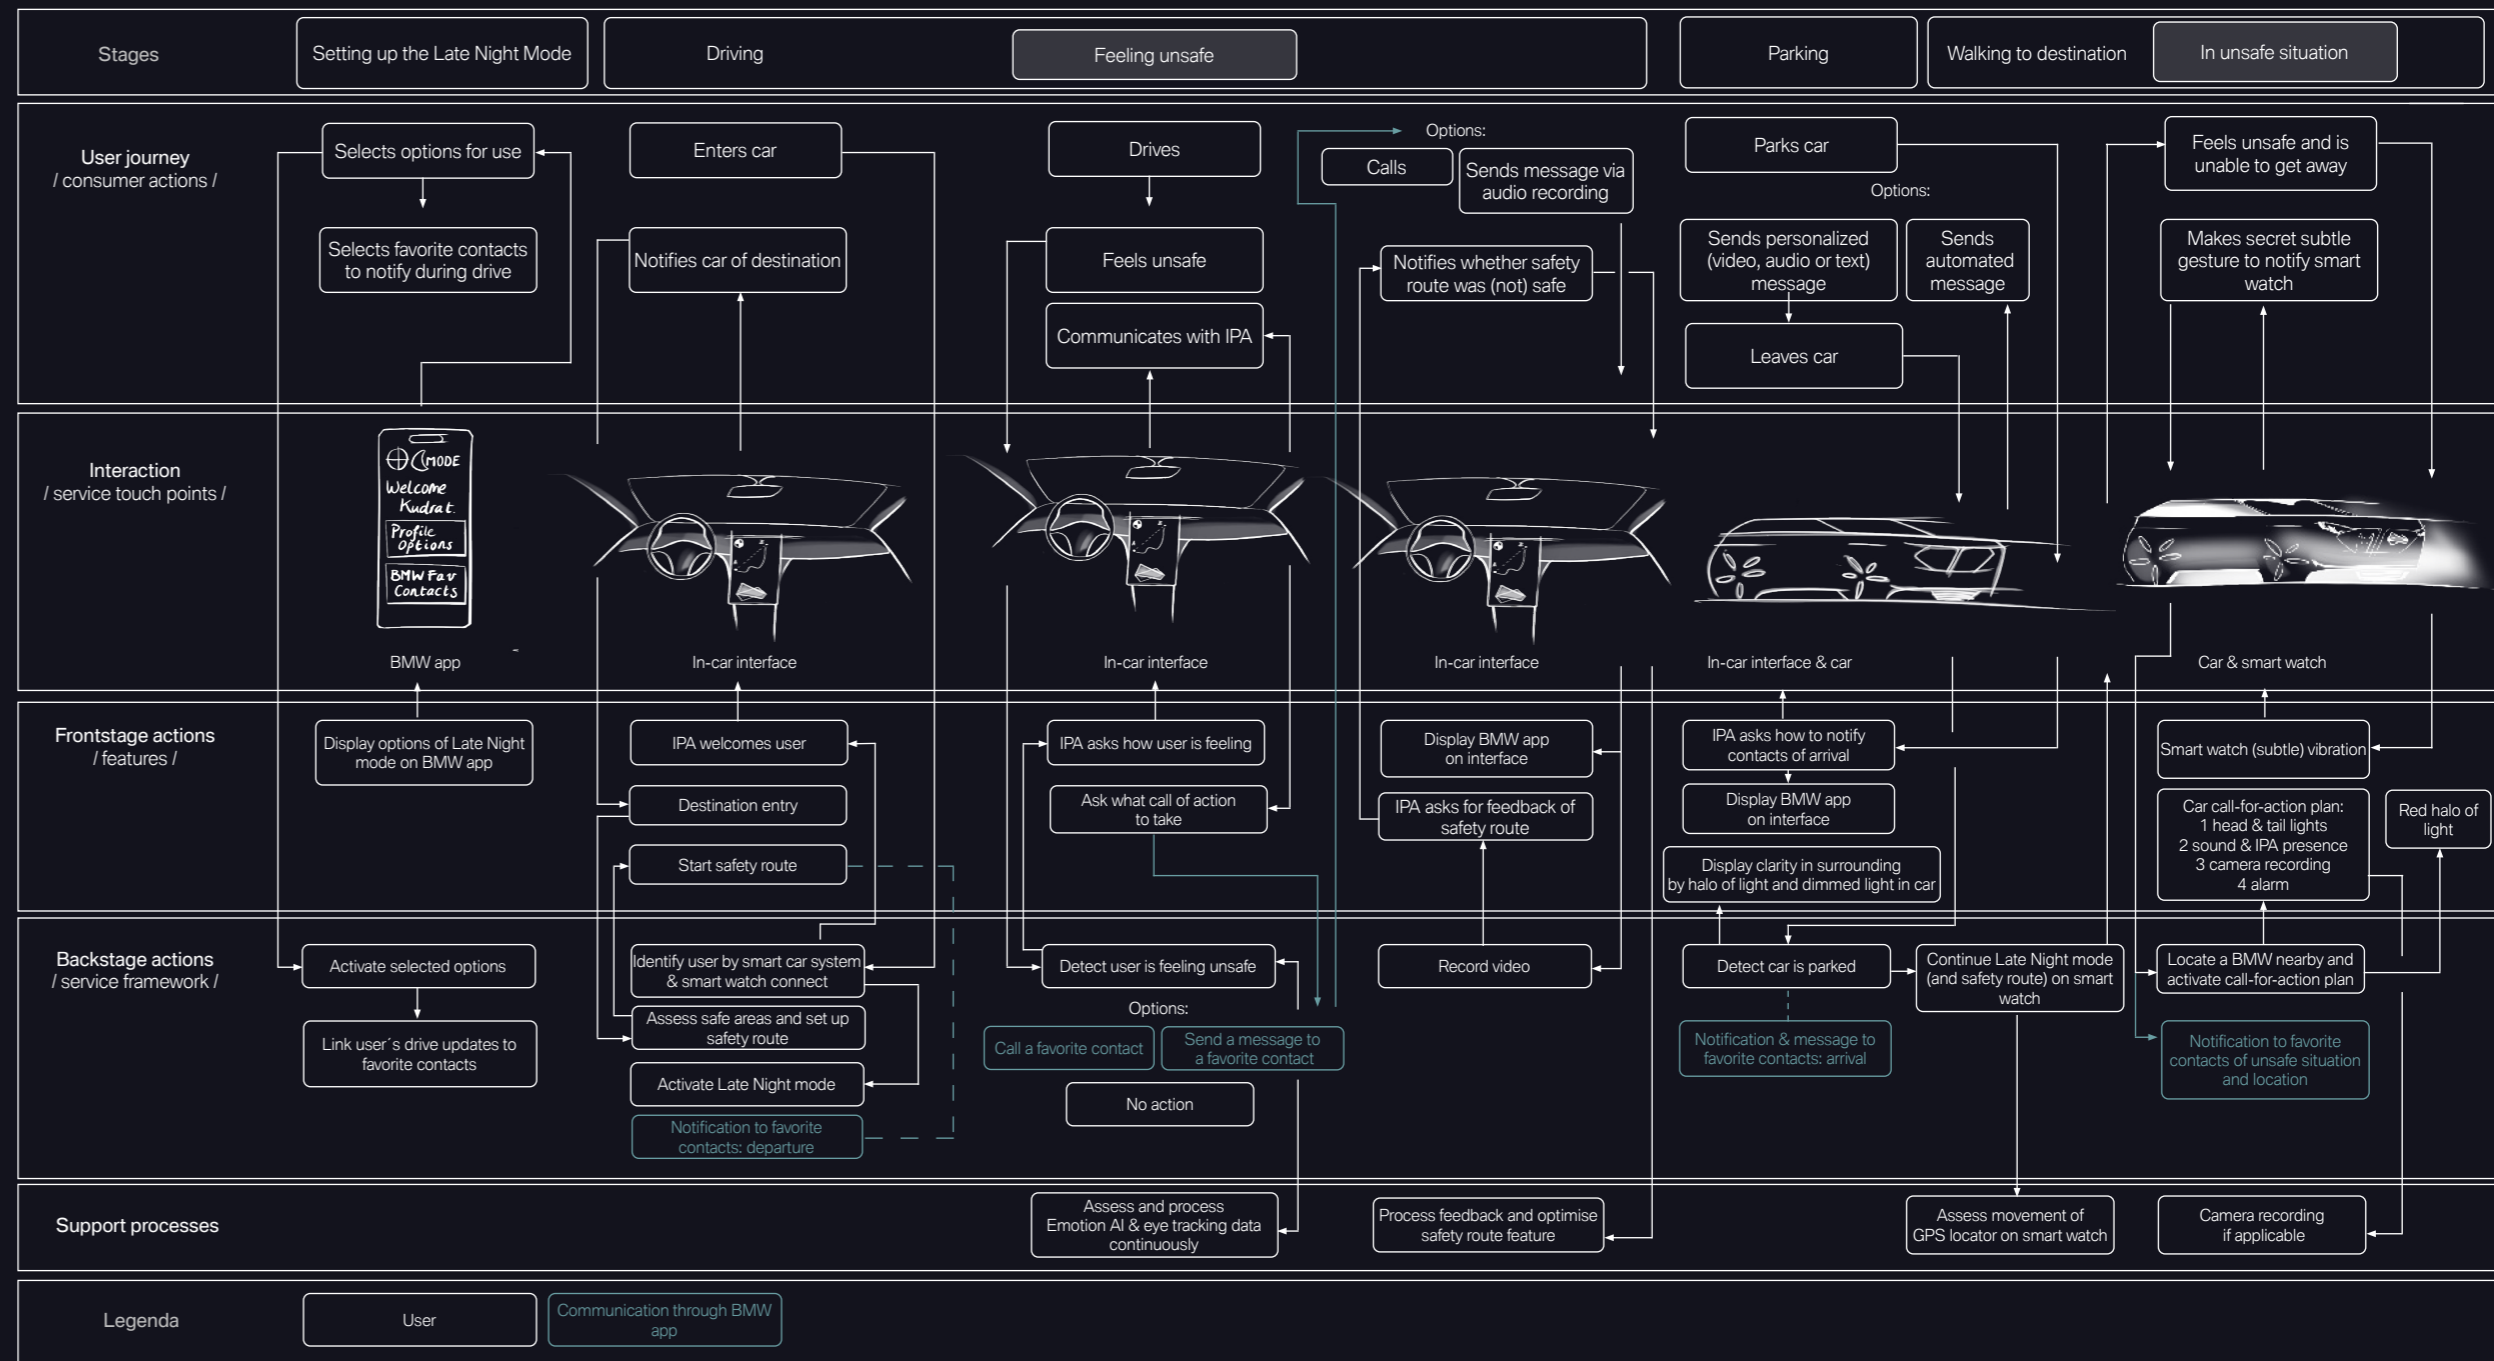 Stages
Setting up the Late Night Mode
Driving
Feeling unsafe
Parking
Walking to destination
In unsafe situation
User journey
/ consumer actions /
Selects options for use
Selects favorite contacts
to notify during drive
Enters car
Notifies car of destination
Drives
Feels unsafe
Communicates with IPA
Options:
Calls
Sends message via
audio recording
Notifies whether safety
route was (not) safe
Parks car
Options:
Sends personalized
(video, audio or text)
message
Sends
automated
message
Leaves car
Feels unsafe and is
unable to get away
Makes secret subtle
gesture to notify smart
watch
Interaction
/ service touch points /
MODE
Welcome
Kudrat.
Profile
Options
BMW Fav
Contacts
BMW app
In-car interface
In-car interface
In-car interface
In-car interface & car
Car & smart watch
Frontstage actions
/ features /
Display options of Late Night
mode on BMW app
IPA welcomes user
Destination entry
Start safety route
IPA asks how user is feeling
Ask what call of action
to take
Display BMW app
on interface
IPA asks for feedback of
safety route
IPA asks how to notify
contacts of arrival
Display BMW app
on interface
Display clarity in surrounding
by halo of light and dimmed light in car
Smart watch (subtle) vibration
Car call-for-action plan:
1 head & tail lights
2 sound & IPA presence
3 camera recording
4 alarm
Red halo of
light
Backstage actions
/ service framework /
Activate selected options
Link user´s drive updates to
favorite contacts
Identify user by smart car system
& smart watch connect
Assess safe areas and set up
safety route
Activate Late Night mode
Notification to favorite
contacts: departure
Detect user is feeling unsafe
Options:
Call a favorite contact
Send a message to
a favorite contact
No action
Record video
Detect car is parked
Notification & message to
favorite contacts: arrival
Continue Late Night mode
(and safety route) on smart
watch
Locate a BMW nearby and
activate call-for-action plan
Notification to favorite
contacts of unsafe situation
and location
Support processes
Assess and process
Emotion AI & eye tracking data
continuously
Process feedback and optimise
safety route feature
Assess movement of
GPS locator on smart watch
Camera recording
if applicable
Legenda
User
Communication through BMW
app